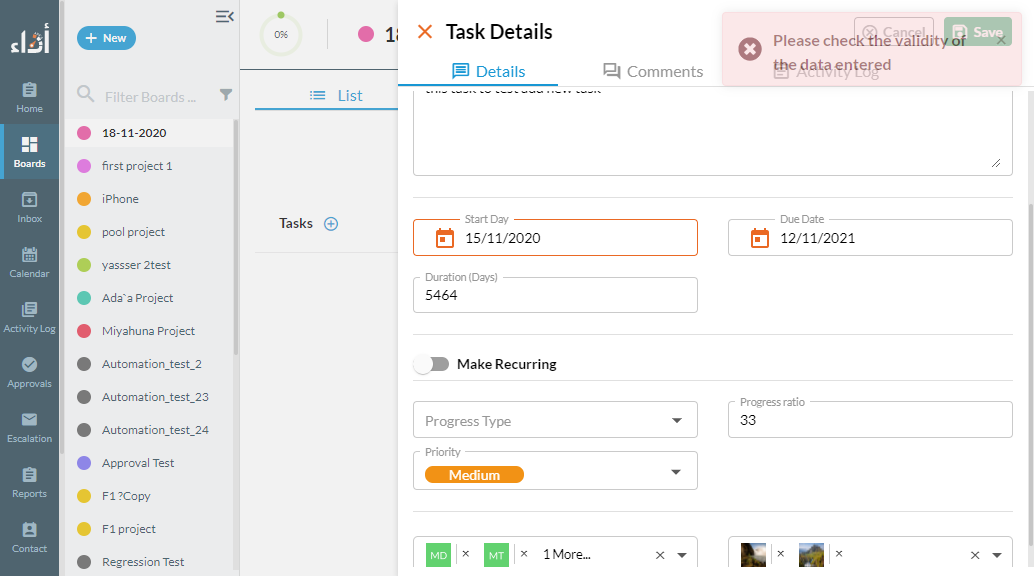 أداء
Home
Boards
Inbox
Calendar
Activity Log
Approvals
Escalation
Reports
Contact
+ New
Filter Boards ...
18-11-2020
first project 1
iPhone
pool project
yassser 2test
Ada`a Project
Miyahuna Project
Automation_test_2
Automation_test_23
Automation_test_24
Approval Test
F1 ?Copy
F1 project
Regression Test
0%
18
List
Tasks
Task Details
Cancel
Save
Please check the validity of
the data entered
Details
Comments
Activity Log
this task to test add new task
Start Day
15/11/2020
Due Date
12/11/2021
Duration (Days)
5464
Make Recurring
Progress Type
Progress ratio
33
Priority
Medium
MD
MT
1 More...